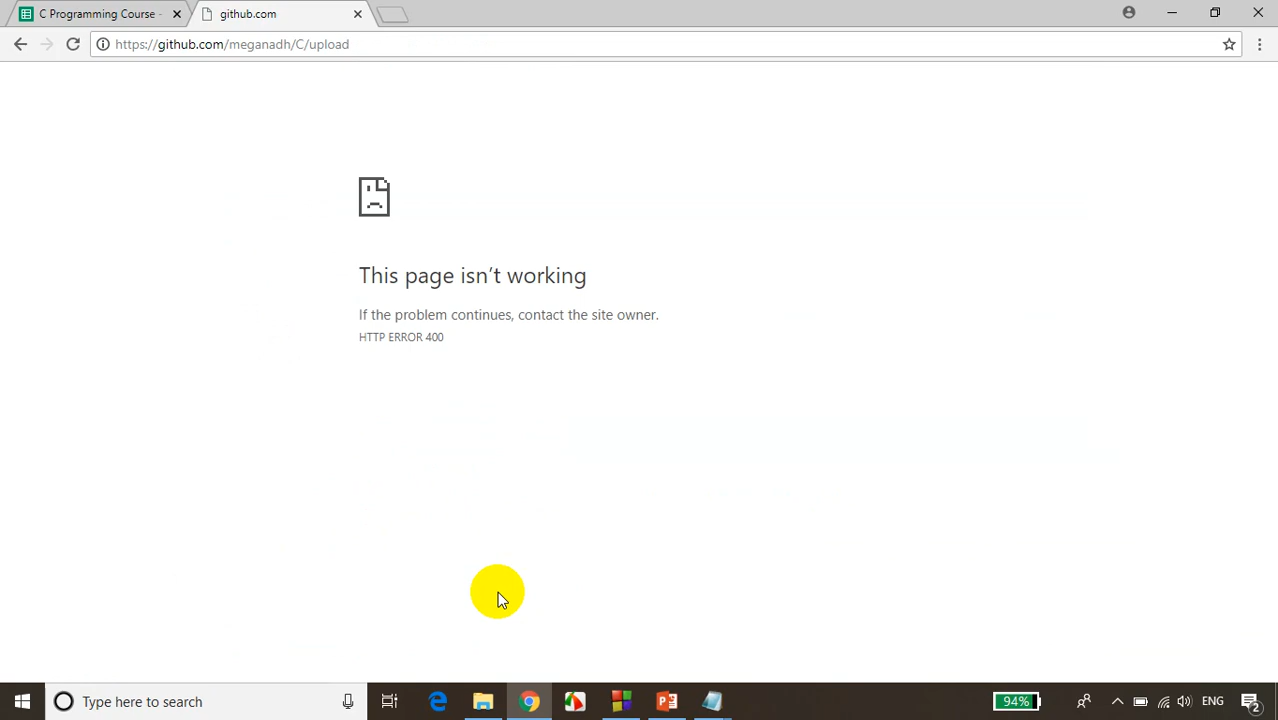 C Programming Course -
github.com
https://github.com/meganadh/C/upload
This page isn't working
If the problem continues, contact the site owner.
HTTP ERROR 400
Type here to search
94%
ENG
2